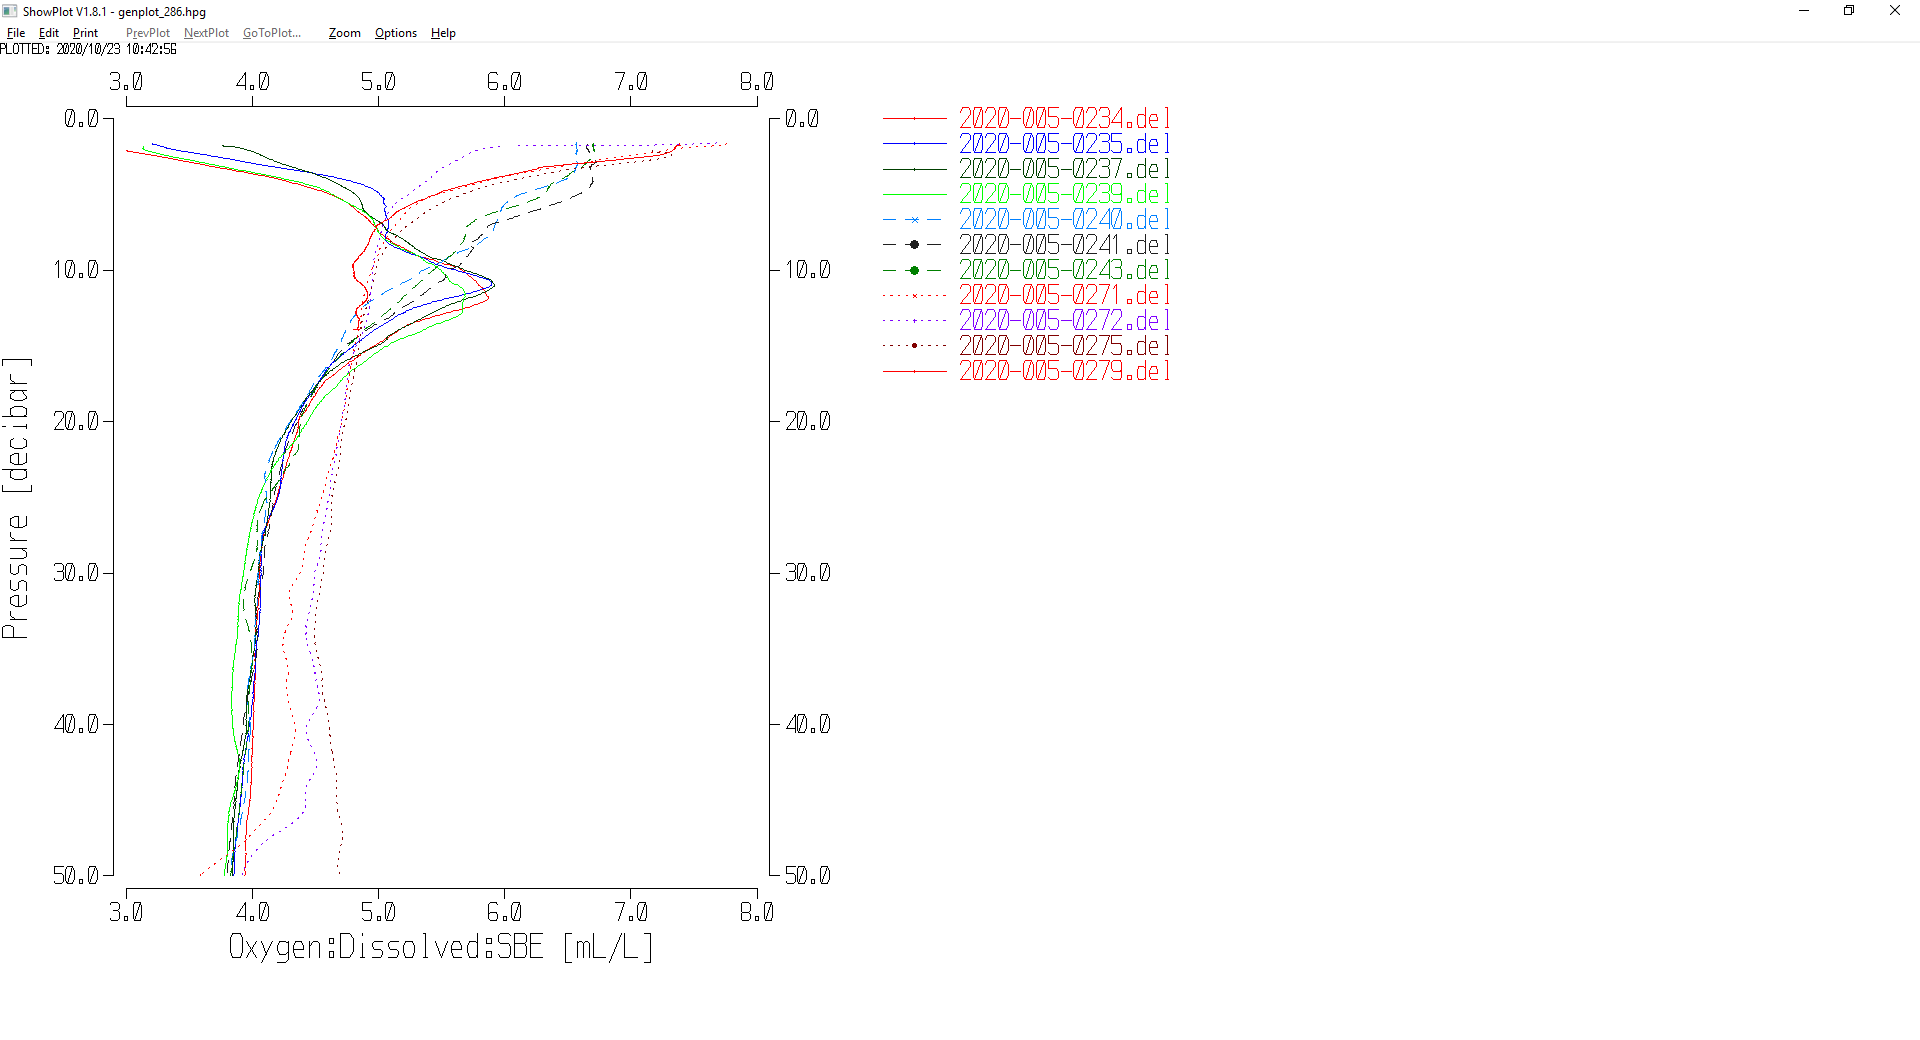 ShowPlot V1.8.1 - genplot_286.hpg
File Edit Print PrevPlot NextPlot GoToPlot... Zoom Options Help
PLOTTED: 2020/10/23 10:42:56
3.0 4.0 5.0 6.0 7.0 8.0
0.0 0.0
10.0 10.0
20.0 20.0
30.0 30.0
40.0 40.0
50.0 50.0
Pressure [decibar]
3.0 4.0 5.0 6.0 7.0 8.0
Oxygen:Dissolved:SBE [mL/L]
2020-005-0234.del
2020-005-0235.del
2020-005-0237.del
2020-005-0239.del
2020-005-0240.del
2020-005-0241.del
2020-005-0243.del
2020-005-0271.del
2020-005-0272.del
2020-005-0275.del
2020-005-0279.del